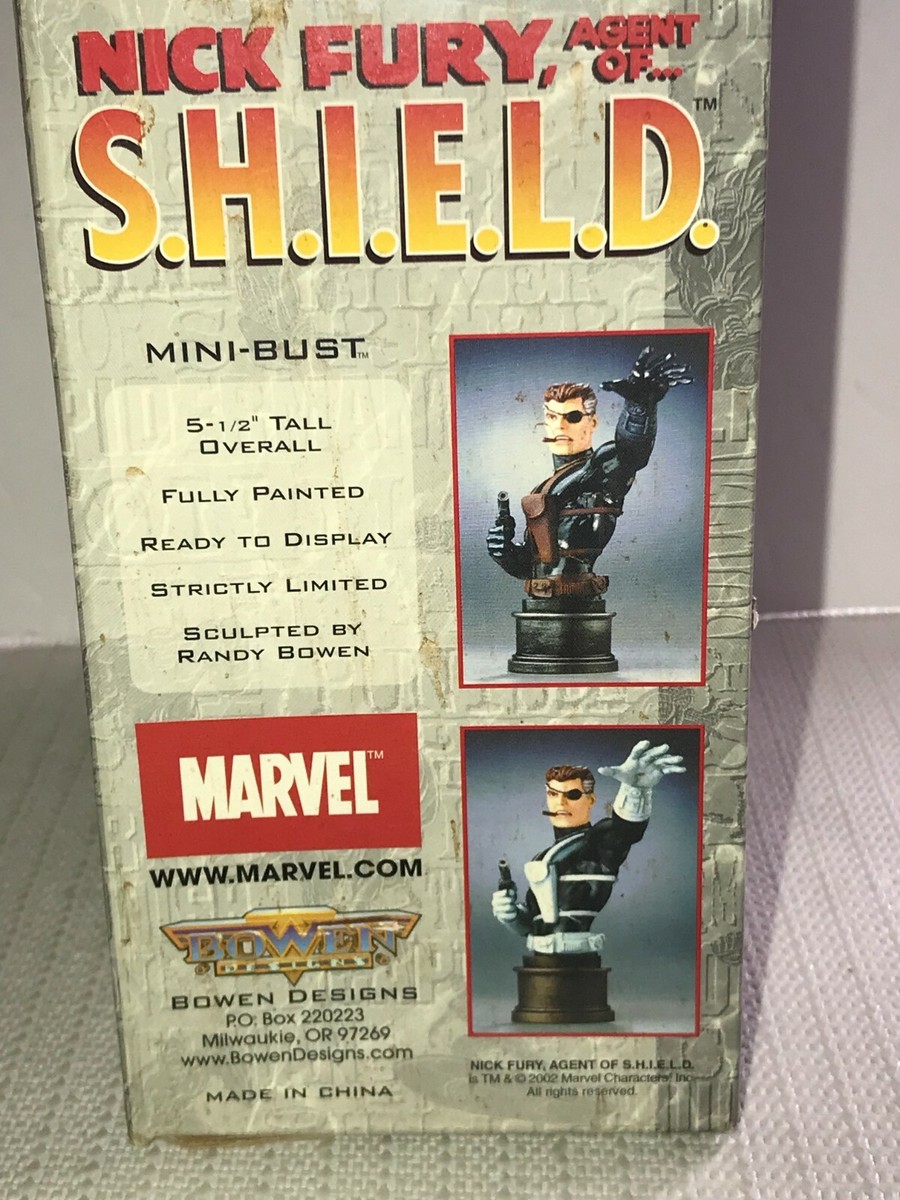 NICK FURY, AGENT OF...
S.H.I.E.L.D.™
MINI-BUST™
5-1/2" TALL
OVERALL
FULLY PAINTED
READY TO DISPLAY
STRICTLY LIMITED
SCULPTED BY
RANDY BOWEN
MARVEL™
WWW.MARVEL.COM
BOWEN
DESIGNS
BOWEN DESIGNS
P.O. Box 220223
Milwaukie, OR 97269
www.BowenDesigns.com
MADE IN CHINA
NICK FURY, AGENT OF S.H.I.E.L.D.
is TM & © 2002 Marvel Characters, Inc.
All rights reserved.